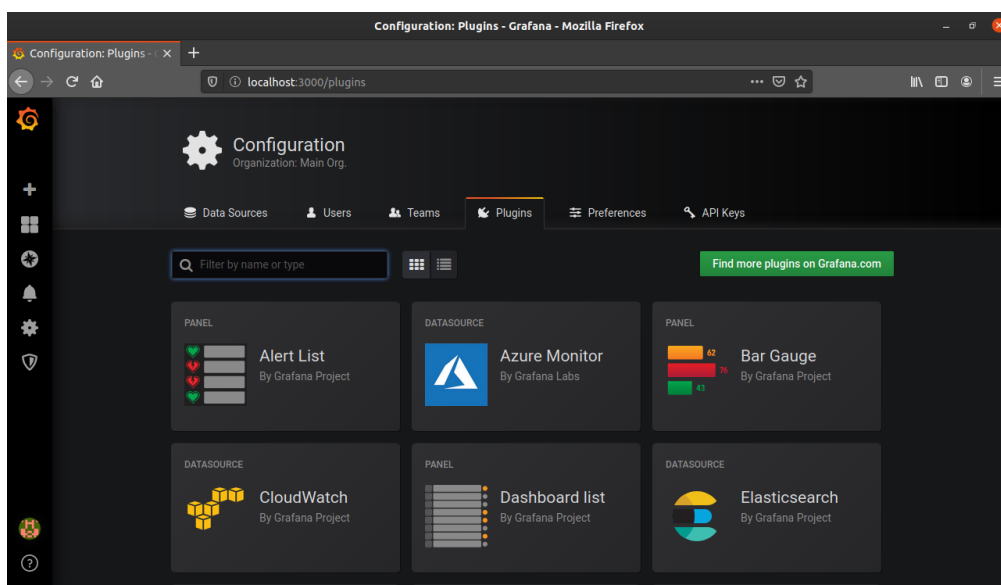 Configuration: Plugins - Grafana - Mozilla Firefox
Configuration: Plugins -
localhost:3000/plugins
Configuration
Organization: Main Org.
Data Sources Users Teams Plugins Preferences API Keys
Filter by name or type
Find more plugins on Grafana.com
PANEL DATASOURCE PANEL
Alert List Azure Monitor Bar Gauge
By Grafana Project By Grafana Labs By Grafana Project
62
76
43
DATASOURCE PANEL DATASOURCE
CloudWatch Dashboard list Elasticsearch
By Grafana Project By Grafana Project By Grafana Project